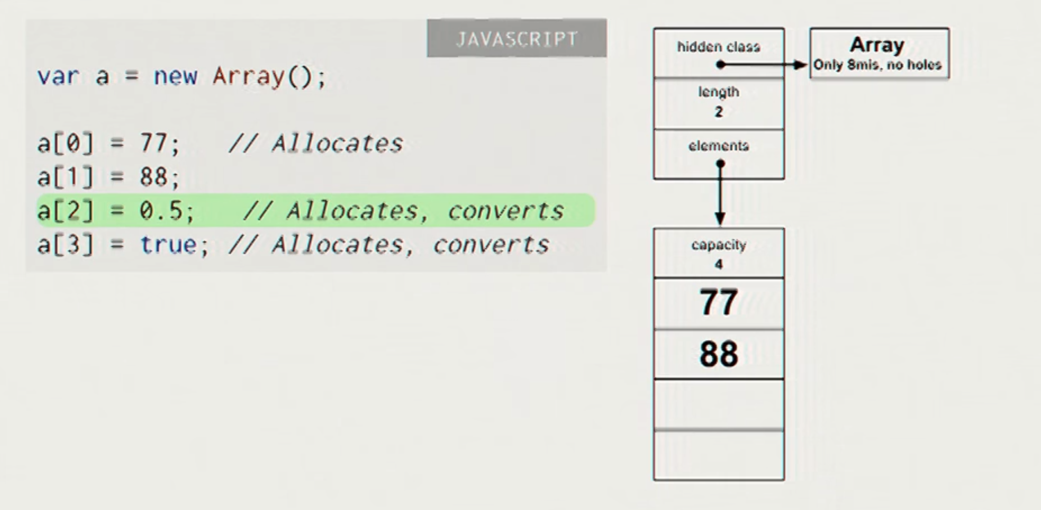 JAVASCRIPT
var a = new Array();
a[0] = 77;   // Allocates
a[1] = 88;
a[2] = 0.5;   // Allocates, converts
a[3] = true; // Allocates, converts
hidden class
Array
Only 8mis, no holes
length
2
elements
capacity
4
77
88